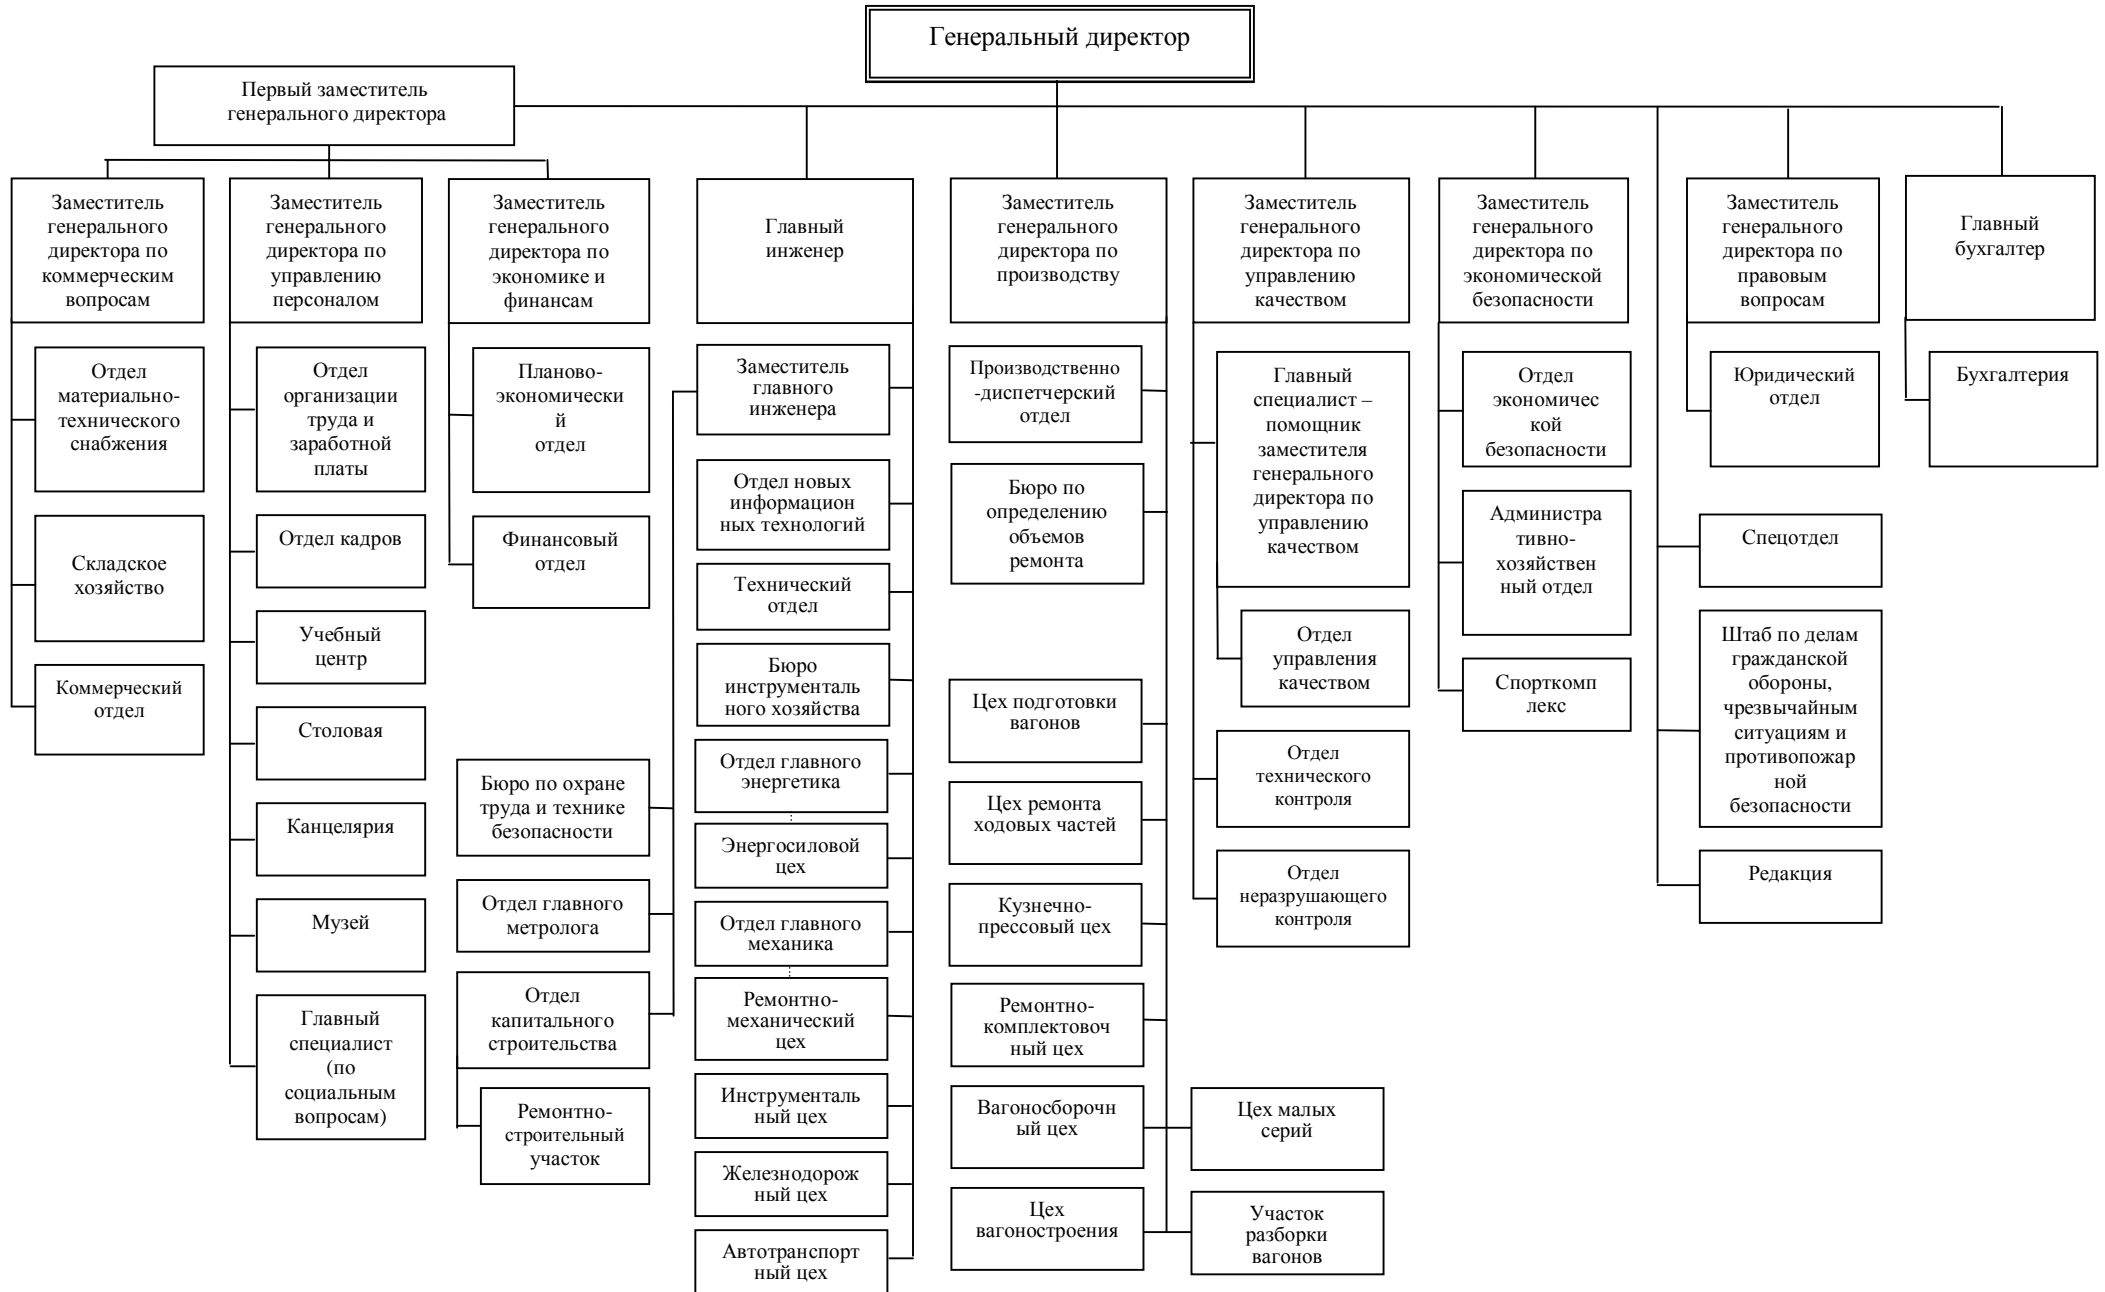 Генеральный директор
Первый заместитель
генерального директора
Заместитель
генерального
директора по
коммерческим
вопросам
Заместитель
генерального
директора по
управлению
персоналом
Заместитель
генерального
директора по
экономике и
финансам
Главный
инженер
Заместитель
генерального
директора по
производству
Заместитель
генерального
директора по
управлению
качеством
Заместитель
генерального
директора по
экономической
безопасности
Заместитель
генерального
директора по
правовым
вопросам
Главный
бухгалтер
Отдел
материально-
технического
снабжения
Складское
хозяйство
Коммерческий
отдел
Отдел
организации
труда и
заработной
платы
Отдел кадров
Учебный
центр
Столовая
Канцелярия
Музей
Главный
специалист
(по
социальным
вопросам)
Планово-
экономически
й
отдел
Финансовый
отдел
Бюро по охране
труда и технике
безопасности
Отдел главного
метролога
Отдел
капитального
строительства
Ремонтно-
строительный
участок
Заместитель
главного
инженера
Отдел новых
информацион
ных технологий
Технический
отдел
Бюро
инструменталь
ного хозяйства
Отдел главного
энергетика
Энергосиловой
цех
Отдел главного
механика
Ремонтно-
механический
цех
Инструменталь
ный цех
Железнодорож
ный цех
Автотранспорт
ный цех
Производственно
-диспетчерский
отдел
Бюро по
определению
объемов
ремонта
Цех подготовки
вагонов
Цех ремонта
ходовых частей
Кузнечно-
прессовый цех
Ремонтно-
комплектовоч
ный цех
Вагоносборочн
ый цех
Цех
вагоностроения
Цех малых
серий
Участок
разборки
вагонов
Главный
специалист –
помощник
заместителя
генерального
директора по
управлению
качеством
Отдел
управления
качеством
Отдел
технического
контроля
Отдел
неразрушающего
контроля
Отдел
экономичес
кой
безопасности
Администра
тивно-
хозяйствен
ный отдел
Спорткомп
лекс
Юридический
отдел
Спецотдел
Штаб по делам
гражданской
обороны,
чрезвычайным
ситуациям и
противопожар
ной
безопасности
Редакция
Бухгалтерия